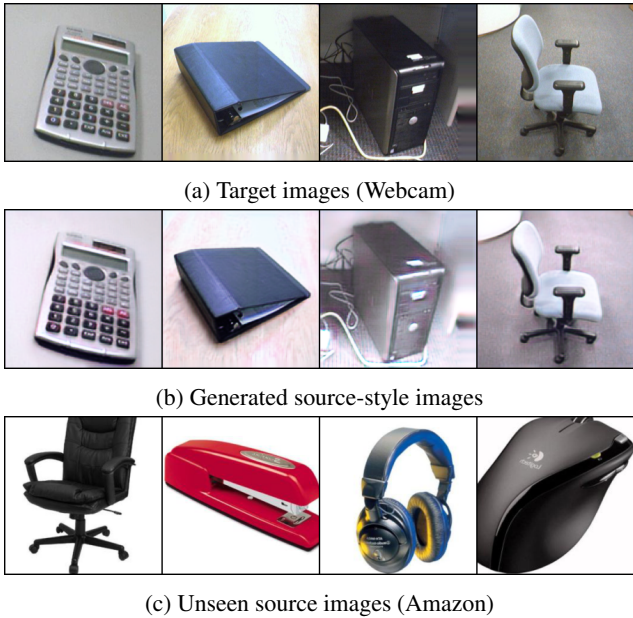 (a) Target images (Webcam)
(b) Generated source-style images
(c) Unseen source images (Amazon)